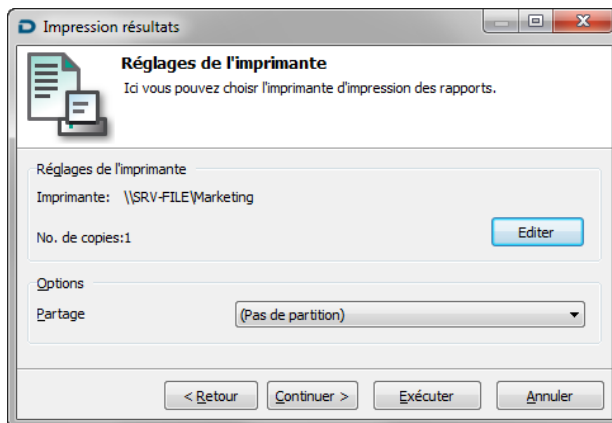 Impression résultats
Réglages de l'imprimante
Ici vous pouvez choisr l'imprimante d'impression des rapports.
Réglages de l'imprimante
Imprimante: \\SRV-FILE\Marketing
No. de copies:1
Editer
Options
Partage (Pas de partition)
< Retour Continuer > Exécuter Annuler